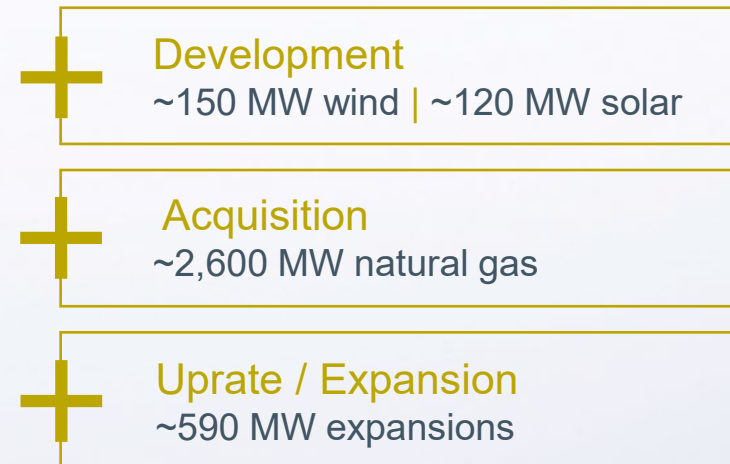 Development
~150 MW wind | ~120 MW solar
Acquisition
~2,600 MW natural gas
Uprate / Expansion
~590 MW expansions